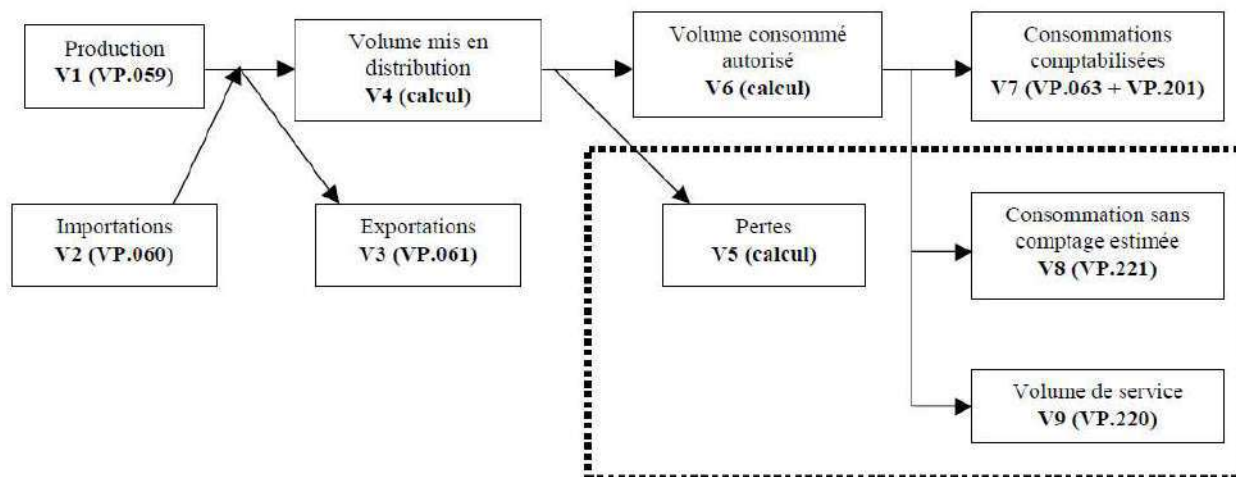 Production
V1 (VP.059)
Volume mis en
distribution
V4 (calcul)
Volume consommé
autorisé
V6 (calcul)
Consommations
comptabilisées
V7 (VP.063 + VP.201)
Importations
V2 (VP.060)
Exportations
V3 (VP.061)
Pertes
V5 (calcul)
Consommation sans
comptage estimée
V8 (VP.221)
Volume de service
V9 (VP.220)